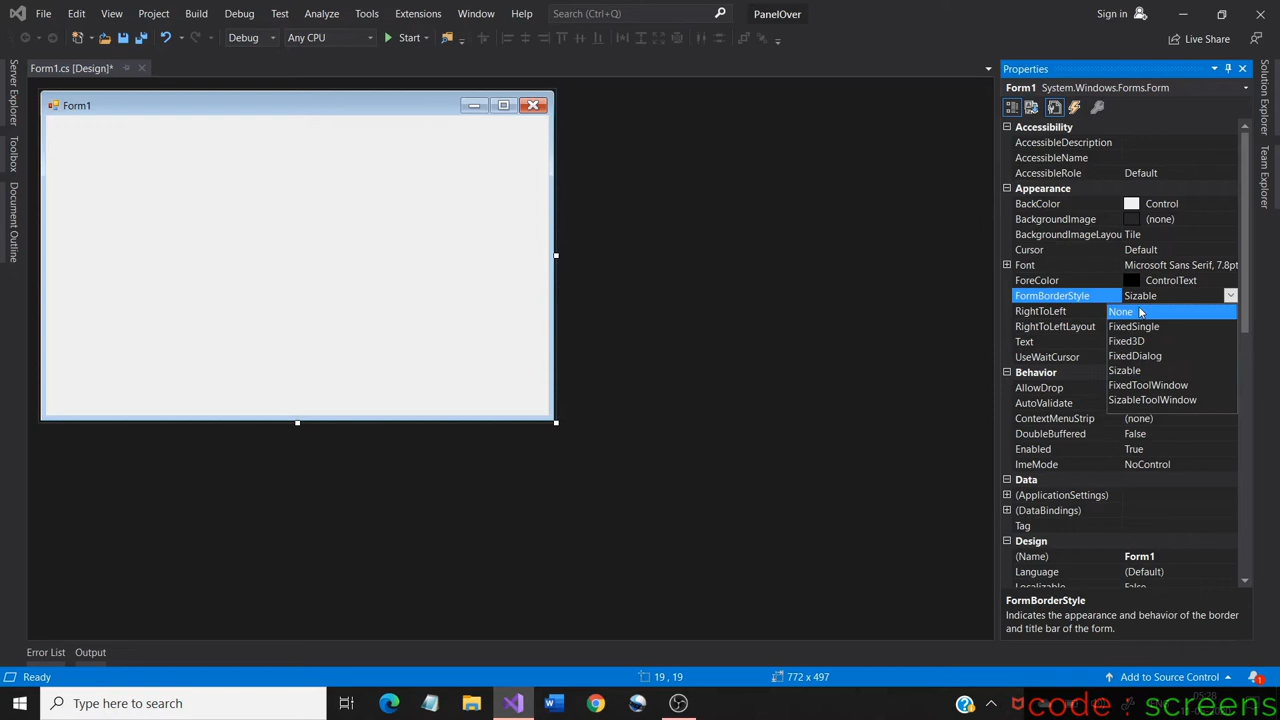 File Edit View Project Build Debug Test Analyze Tools Extensions Window Help Search (Ctrl+Q) PanelOver Sign in
Debug Any CPU Start Live Share
Form1.cs [Design]*
Server Explorer
Toolbox
Document Outline
Form1
Properties
Form1 System.Windows.Forms.Form
Accessibility
AccessibleDescription
AccessibleName
AccessibleRole Default
Appearance
BackColor Control
BackgroundImage (none)
BackgroundImageLayou Tile
Cursor Default
Font Microsoft Sans Serif, 7.8pt
ForeColor ControlText
FormBorderStyle Sizable
RightToLeft None
RightToLeftLayout FixedSingle
Text Fixed3D
UseWaitCursor FixedDialog
Behavior Sizable
AllowDrop FixedToolWindow
AutoValidate SizableToolWindow
ContextMenuStrip (none)
DoubleBuffered False
Enabled True
ImeMode NoControl
Data
(ApplicationSettings)
(DataBindings)
Tag
Design
(Name) Form1
Language (Default)
Localizable False
FormBorderStyle
Indicates the appearance and behavior of the border
and title bar of the form.
Solution Explorer
Team Explorer
Error List Output
Ready 19 , 19 772 x 497 Add to Source Control 1
Type here to search
code screens